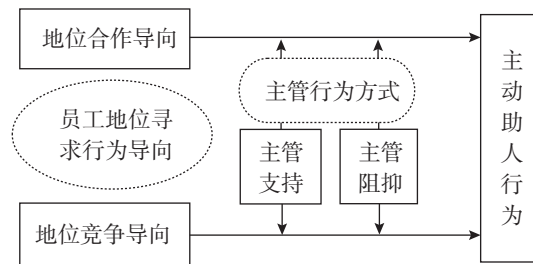 地位合作导向
主管行为方式
员工地位寻
求行为导向
主管
支持
主管
阻抑
地位竞争导向
主
动
助
人
行
为